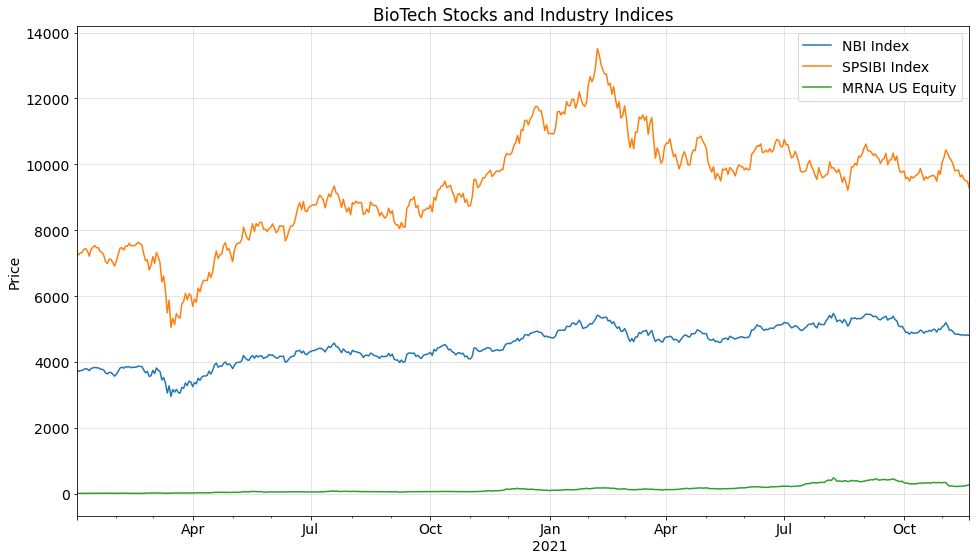 BioTech Stocks and Industry Indices
NBI Index
SPSIBI Index
MRNA US Equity
Price
14000
12000
10000
8000
6000
4000
2000
0
Apr
Jul
Oct
Jan
2021
Apr
Jul
Oct